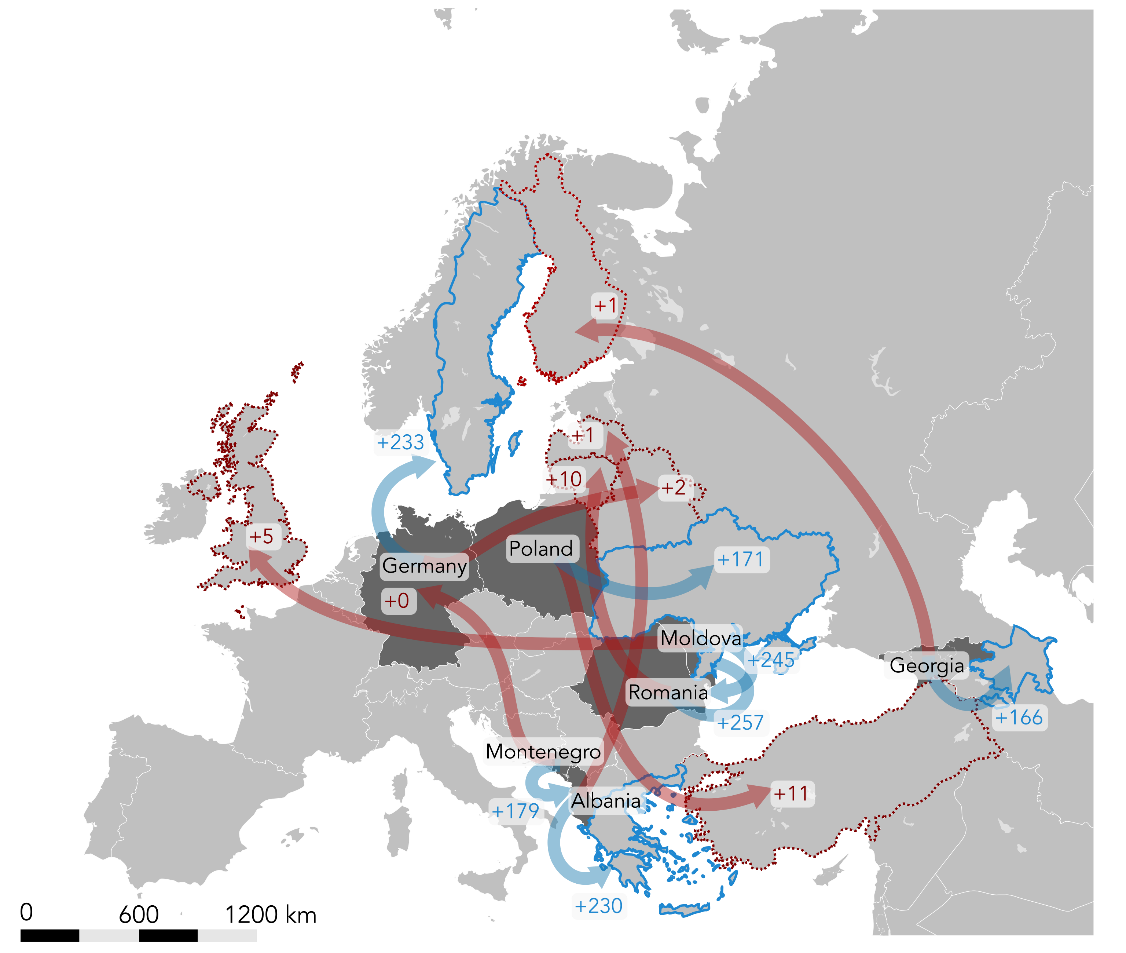 +1
+233
+1
+10
+2
+5
Poland
+171
Germany
+0
Moldova
+245
Georgia
Romania
+257
+166
Montenegro
Albania
+11
+179
+230
0 600 1200 km